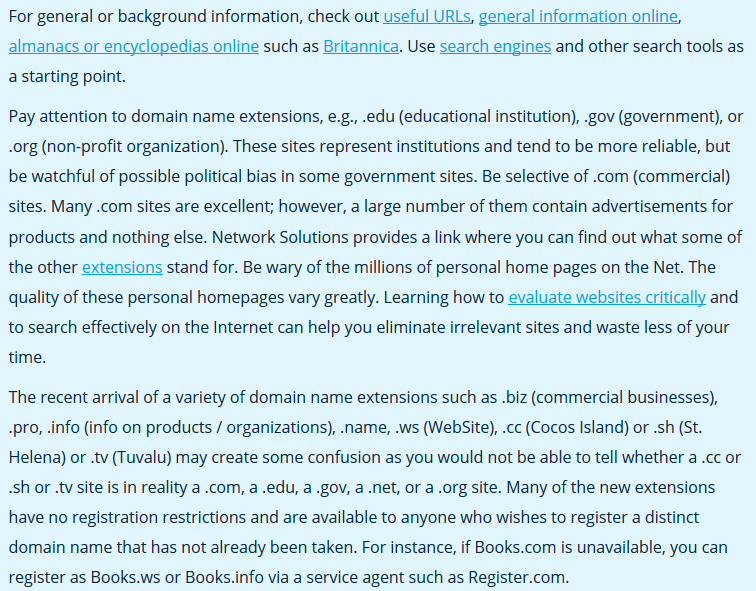 For general or background information, check out useful URLs, general information online,
almanacs or encyclopedias online such as Britannica. Use search engines and other search tools as
a starting point.
Pay attention to domain name extensions, e.g., .edu (educational institution), .gov (government), or
.org (non-profit organization). These sites represent institutions and tend to be more reliable, but
be watchful of possible political bias in some government sites. Be selective of .com (commercial)
sites. Many .com sites are excellent; however, a large number of them contain advertisements for
products and nothing else. Network Solutions provides a link where you can find out what some of
the other extensions stand for. Be wary of the millions of personal home pages on the Net. The
quality of these personal homepages vary greatly. Learning how to evaluate websites critically and
to search effectively on the Internet can help you eliminate irrelevant sites and waste less of your
time.
The recent arrival of a variety of domain name extensions such as .biz (commercial businesses),
.pro, .info (info on products / organizations), .name, .ws (WebSite), .cc (Cocos Island) or .sh (St.
Helena) or .tv (Tuvalu) may create some confusion as you would not be able to tell whether a .cc or
.sh or .tv site is in reality a .com, a .edu, a .gov, a .net, or a .org site. Many of the new extensions
have no registration restrictions and are available to anyone who wishes to register a distinct
domain name that has not already been taken. For instance, if Books.com is unavailable, you can
register as Books.ws or Books.info via a service agent such as Register.com.